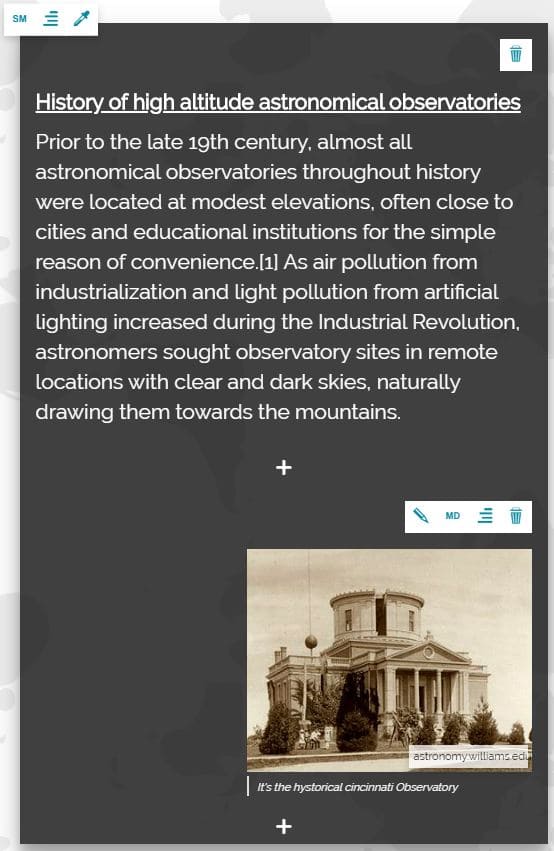 SM
History of high altitude astronomical observatories
Prior to the late 19th century, almost all
astronomical observatories throughout history
were located at modest elevations, often close to
cities and educational institutions for the simple
reason of convenience.[1] As air pollution from
industrialization and light pollution from artificial
lighting increased during the Industrial Revolution,
astronomers sought observatory sites in remote
locations with clear and dark skies, naturally
drawing them towards the mountains.
+
MD
astronomy.williams.edu
It's the hystorical cincinnati Observatory
+